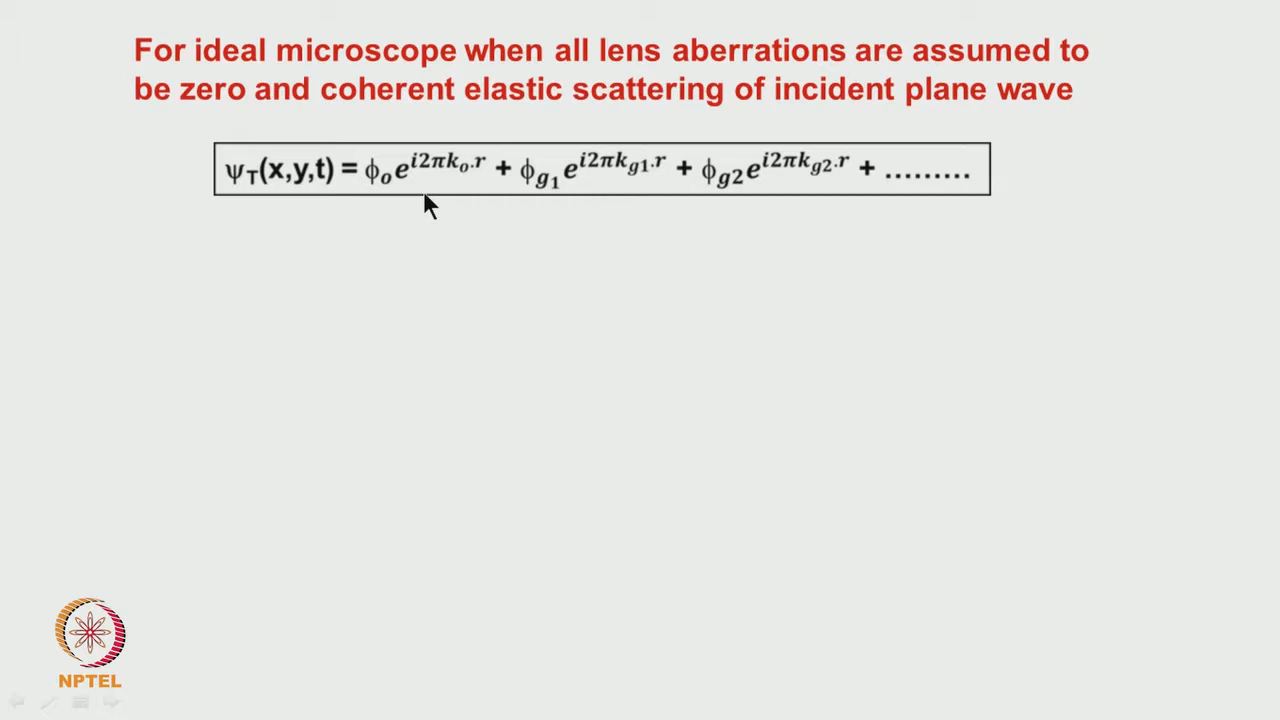 For ideal microscope when all lens aberrations are assumed to
be zero and coherent elastic scattering of incident plane wave
ψ_T(x,y,t) = ϕ_o e^{i2πk_o.r} + ϕ_{g_1} e^{i2πk_{g1}.r} + ϕ_{g2} e^{i2πk_{g2}.r} + .........
NPTEL